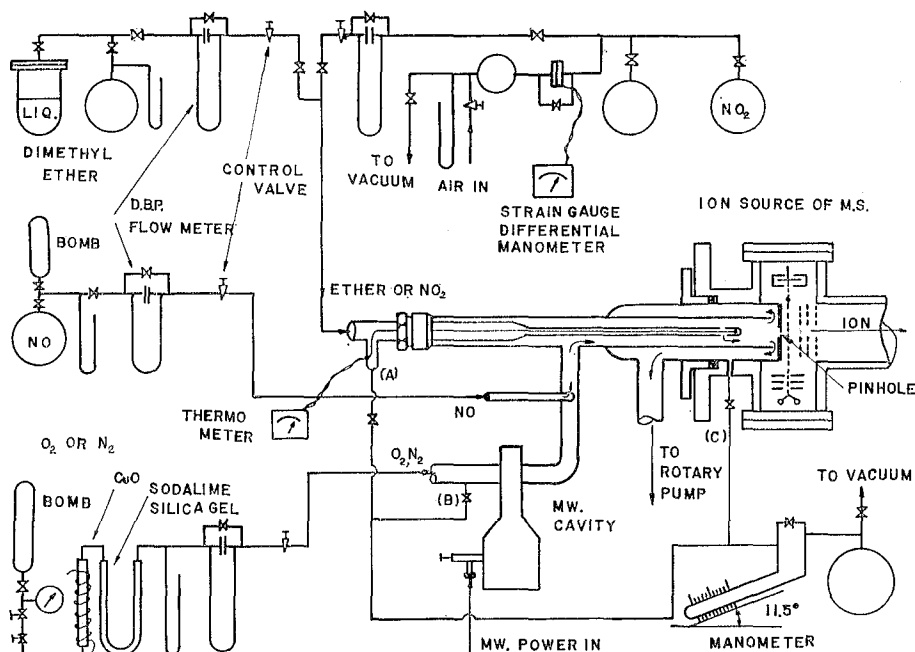 LIQ.
DIMETHYL
ETHER
CONTROL
VALVE
D.B.P.
FLOW METER
TO
VACUUM
AIR IN
NO₂
STRAIN GAUGE
DIFFERENTIAL
MANOMETER
ION SOURCE OF M.S.
BOMB
NO
ETHER OR NO₂
ION
(A)
PINHOLE
THERMO
METER
NO
(C)
O₂ OR N₂
CuO
SODALIME
SILICA GEL
BOMB
O₂,N₂
(B)
MW.
CAVITY
TO
ROTARY
PUMP
TO VACUUM
11.5°
MANOMETER
MW. POWER IN